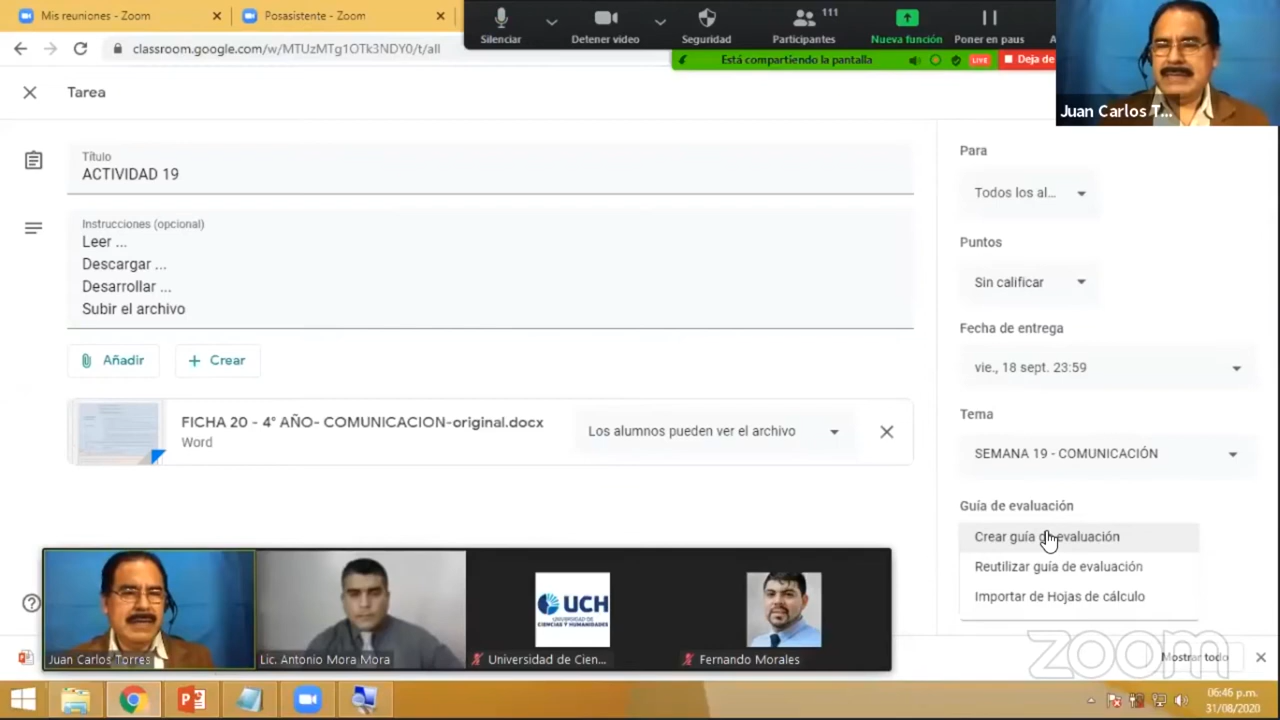 Mis reuniones - Zoom
Posasistente - Zoom
classroom.google.com/w/MTUzMTg1OTk3NDY0/t/all
Silenciar
Detener video
Seguridad
Participantes
111
Nueva función
Poner en paus
Está compartiendo la pantalla
LIVE
Deja de
Juan Carlos T...
Tarea
Título
ACTIVIDAD 19
Instrucciones (opcional)
Leer ...
Descargar ...
Desarrollar ...
Subir el archivo
Añadir
Crear
FICHA 20 - 4° AÑO- COMUNICACION-original.docx
Word
Los alumnos pueden ver el archivo
Para
Todos los al...
Puntos
Sin calificar
Fecha de entrega
vie., 18 sept. 23:59
Tema
SEMANA 19 - COMUNICACIÓN
Guía de evaluación
Crear guía de evaluación
Reutilizar guía de evaluación
Importar de Hojas de cálculo
Juan Carlos Torres
Lic. Antonio Mora Mora
UCH
UNIVERSIDAD DE
CIENCIAS Y HUMANIDADES
Universidad de Cien...
Fernando Morales
zoom
Mostrar todo
06:46 p.m.
31/08/2020